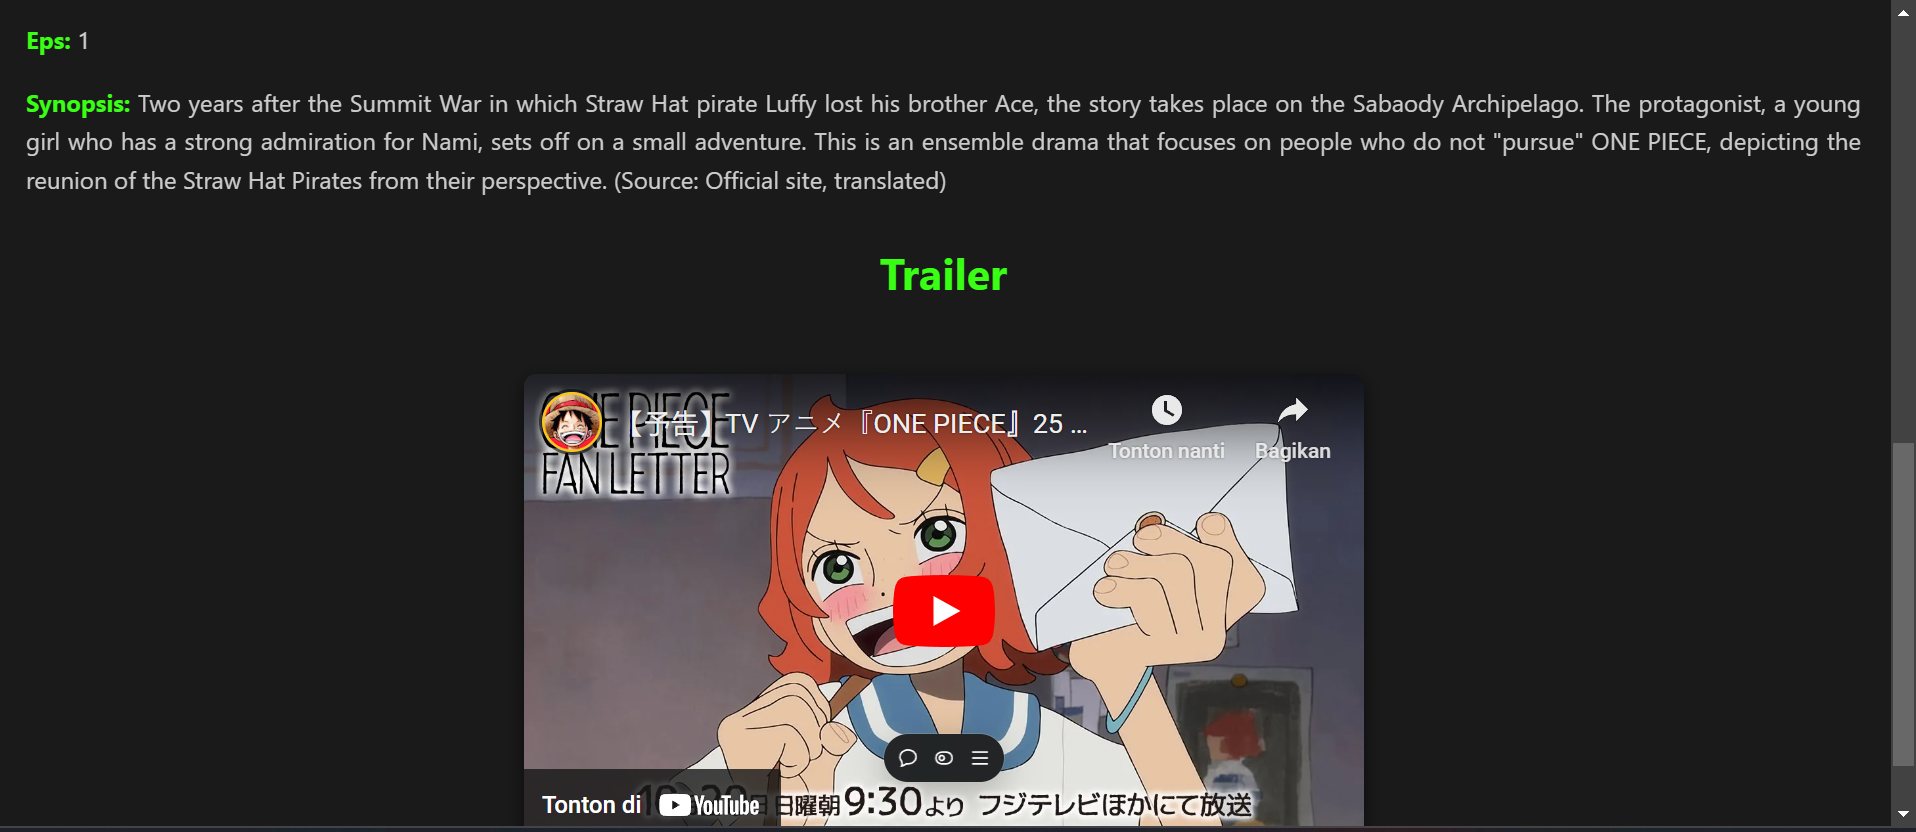 Eps: 1
Synopsis: Two years after the Summit War in which Straw Hat pirate Luffy lost his brother Ace, the story takes place on the Sabaody Archipelago. The protagonist, a young
girl who has a strong admiration for Nami, sets off on a small adventure. This is an ensemble drama that focuses on people who do not "pursue" ONE PIECE, depicting the
reunion of the Straw Hat Pirates from their perspective. (Source: Official site, translated)
Trailer
ONE PIECE
FAN LETTER
【予告】TV アニメ『ONE PIECE』25 ...
Tonton nanti
Bagikan
Tonton di YouTube
日曜朝9:30より フジテレビほかにて放送